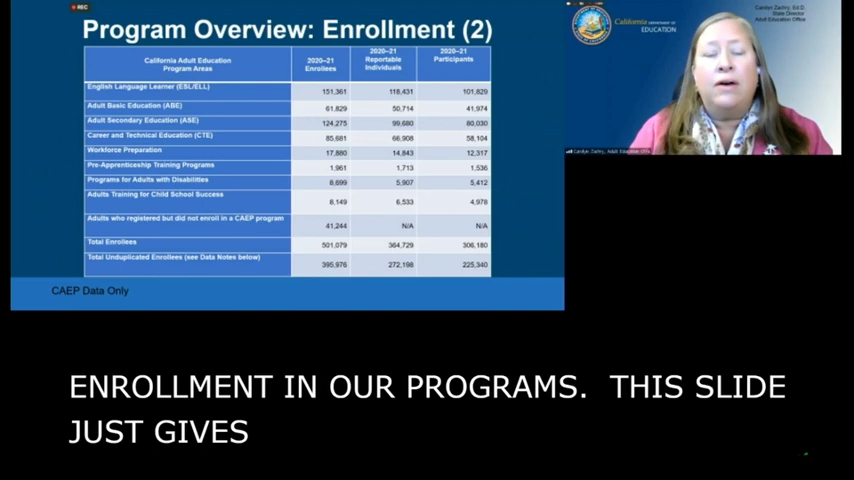 REC
Program Overview: Enrollment (2)
California Adult Education Program Areas | 2020–21 Enrollees | 2020–21 Reportable Individuals | 2020–21 Participants
English Language Learner (ESL/ELL) 151,361 118,431 101,829
Adult Basic Education (ABE) 61,829 50,714 41,974
Adult Secondary Education (ASE) 124,275 99,680 80,030
Career and Technical Education (CTE) 85,681 66,908 58,104
Workforce Preparation 17,880 14,843 12,317
Pre-Apprenticeship Training Programs 1,961 1,713 1,536
Programs for Adults with Disabilities 8,699 5,907 5,412
Adults Training for Child School Success 8,149 6,533 4,978
Adults who registered but did not enroll in a CAEP program 41,244 N/A N/A
Total Enrollees 501,079 364,729 306,180
Total Unduplicated Enrollees (see Data Notes below) 395,976 272,198 225,340
CAEP Data Only
California DEPARTMENT OF
EDUCATION
Carolyn Zachry, Ed.D.
State Director
Adult Education Office
Carolyn Zachry, Adult Education Office
ENROLLMENT IN OUR PROGRAMS.  THIS SLIDE
JUST GIVES